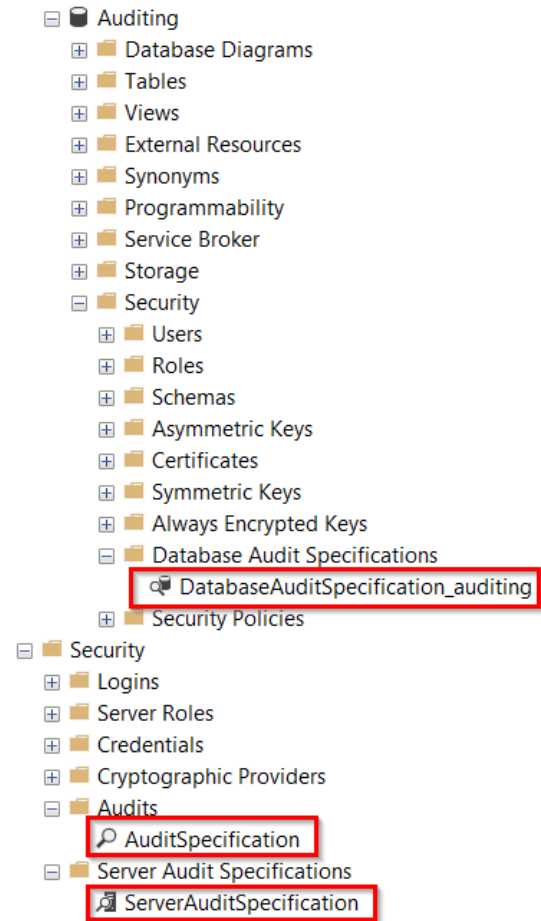 Auditing
Database Diagrams
Tables
Views
External Resources
Synonyms
Programmability
Service Broker
Storage
Security
Users
Roles
Schemas
Asymmetric Keys
Certificates
Symmetric Keys
Always Encrypted Keys
Database Audit Specifications
DatabaseAuditSpecification_auditing
Security Policies
Security
Logins
Server Roles
Credentials
Cryptographic Providers
Audits
AuditSpecification
Server Audit Specifications
ServerAuditSpecification